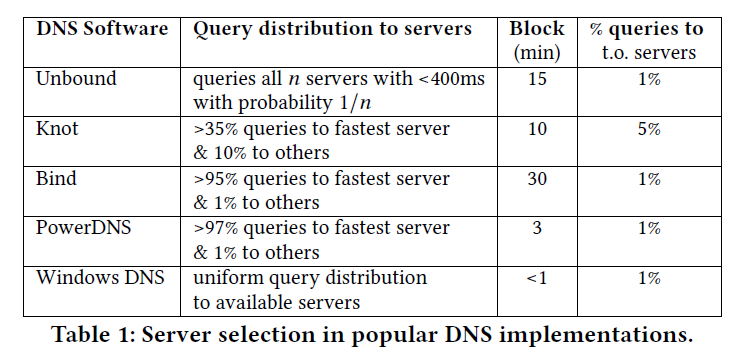 DNS Software Query distribution to servers Block % queries to
(min) t.o. servers
Unbound queries all n servers with <400ms 15 1%
with probability 1/n
Knot >35% queries to fastest server 10 5%
& 10% to others
Bind >95% queries to fastest server 30 1%
& 1% to others
PowerDNS >97% queries to fastest server 3 1%
& 1% to others
Windows DNS uniform query distribution <1 1%
to available servers
Table 1: Server selection in popular DNS implementations.